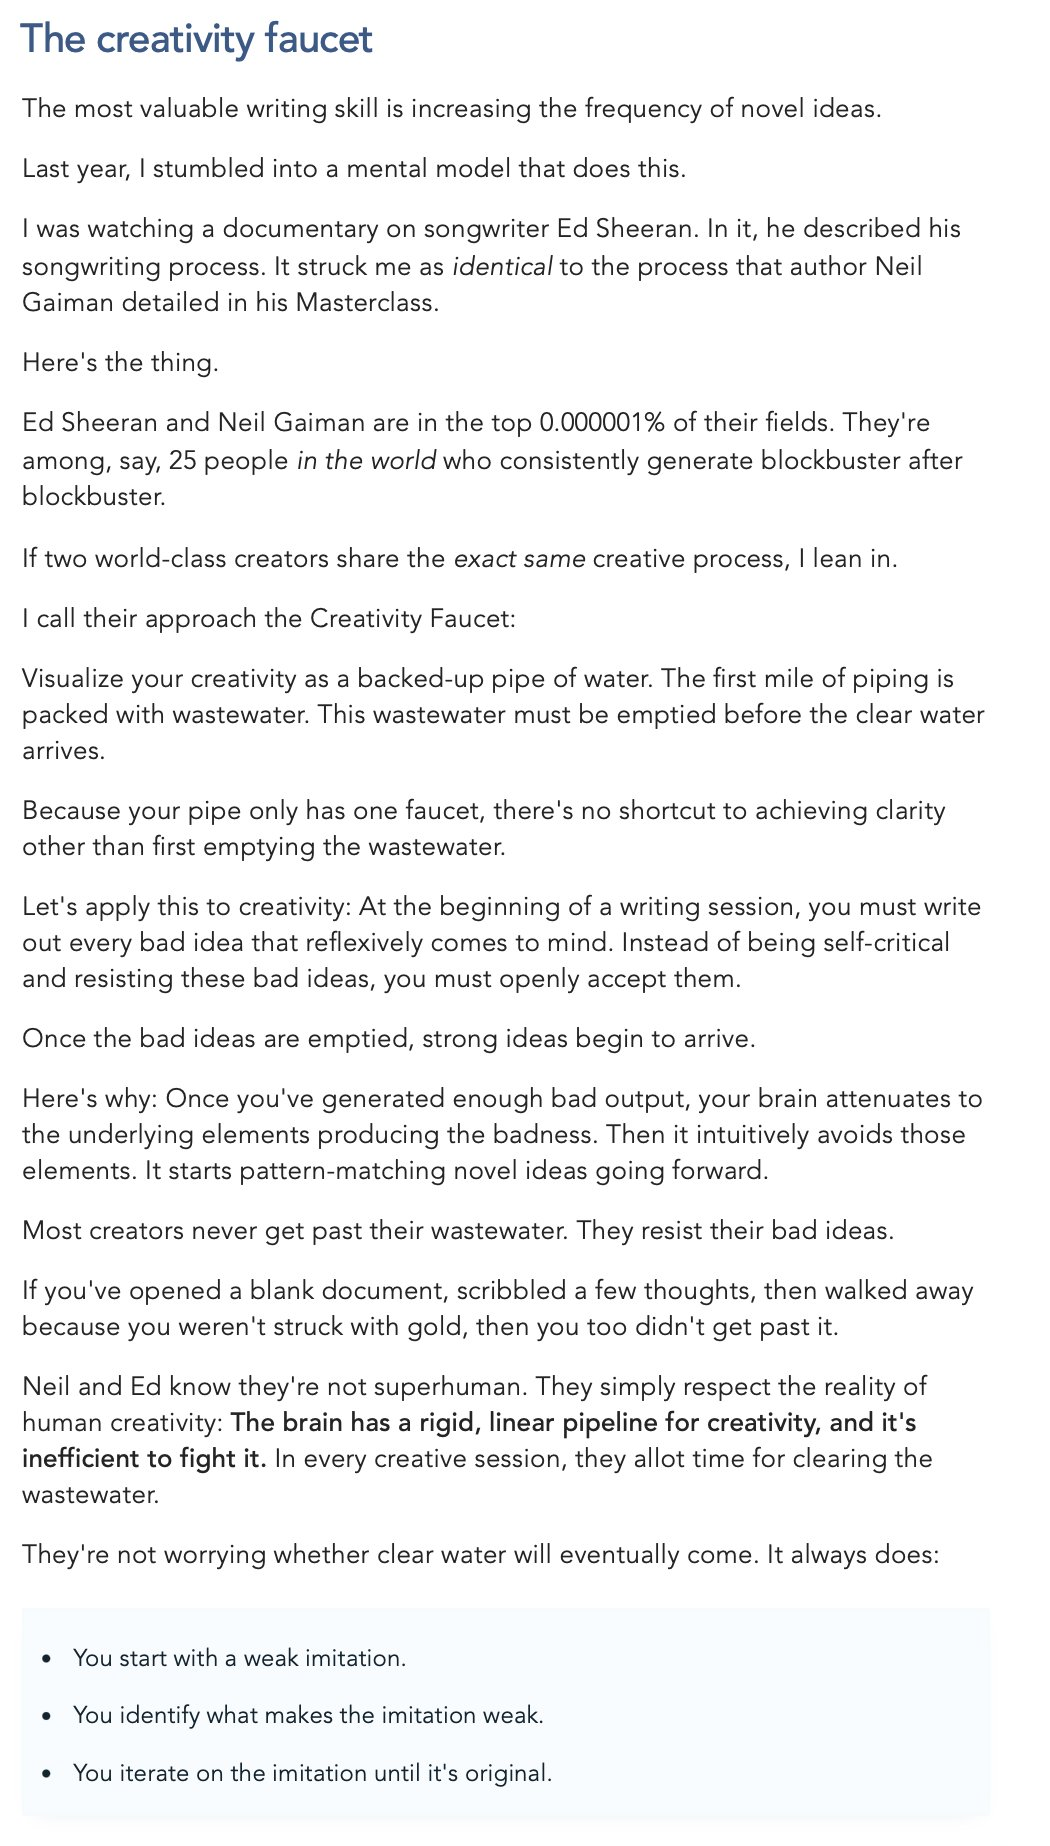 The creativity faucet
The most valuable writing skill is increasing the frequency of novel ideas.
Last year, I stumbled into a mental model that does this.
I was watching a documentary on songwriter Ed Sheeran. In it, he described his
songwriting process. It struck me as identical to the process that author Neil
Gaiman detailed in his Masterclass.
Here's the thing.
Ed Sheeran and Neil Gaiman are in the top 0.000001% of their fields. They're
among, say, 25 people in the world who consistently generate blockbuster after
blockbuster.
If two world-class creators share the exact same creative process, I lean in.
I call their approach the Creativity Faucet:
Visualize your creativity as a backed-up pipe of water. The first mile of piping is
packed with wastewater. This wastewater must be emptied before the clear water
arrives.
Because your pipe only has one faucet, there's no shortcut to achieving clarity
other than first emptying the wastewater.
Let's apply this to creativity: At the beginning of a writing session, you must write
out every bad idea that reflexively comes to mind. Instead of being self-critical
and resisting these bad ideas, you must openly accept them.
Once the bad ideas are emptied, strong ideas begin to arrive.
Here's why: Once you've generated enough bad output, your brain attenuates to
the underlying elements producing the badness. Then it intuitively avoids those
elements. It starts pattern-matching novel ideas going forward.
Most creators never get past their wastewater. They resist their bad ideas.
If you've opened a blank document, scribbled a few thoughts, then walked away
because you weren't struck with gold, then you too didn't get past it.
Neil and Ed know they're not superhuman. They simply respect the reality of
human creativity: The brain has a rigid, linear pipeline for creativity, and it's
inefficient to fight it. In every creative session, they allot time for clearing the
wastewater.
They're not worrying whether clear water will eventually come. It always does:
• You start with a weak imitation.
• You identify what makes the imitation weak.
• You iterate on the imitation until it's original.